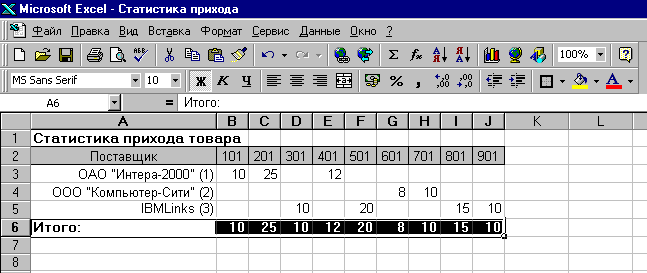 Microsoft Excel - Статистика прихода
Файл Правка Вид Вставка Формат Сервис Данные Окно ?
100%
MS Sans Serif 10 Ж К Ч
A6 = Итого:
A B C D E F G H I J K L
1 Статистика прихода товара
2 Поставщик 101 201 301 401 501 601 701 801 901
3 ОАО "Интера-2000" (1) 10 25 12
4 ООО "Компьютер-Сити" (2) 8 10
5 IBMLinks (3) 10 20 15 10
6 Итого: 10 25 10 12 20 8 10 15 10
7
8